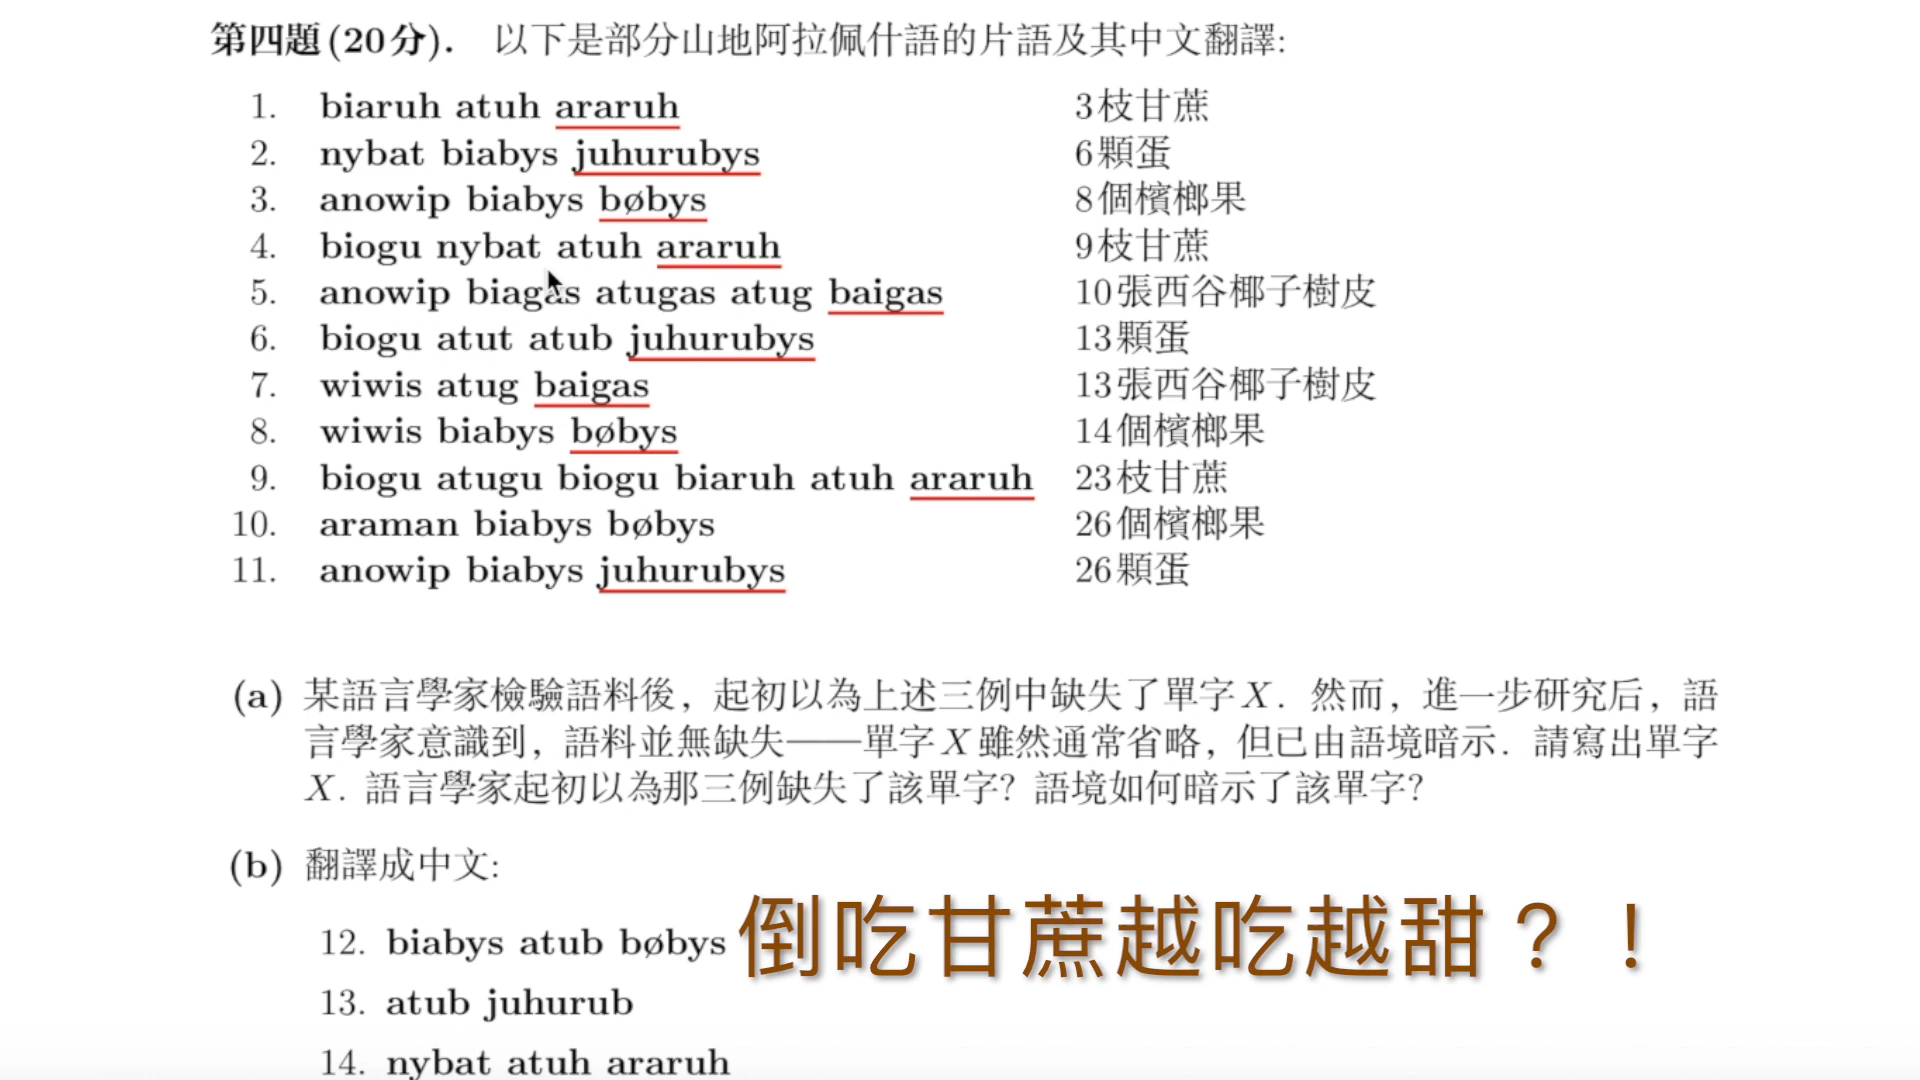 第四題(20分). 以下是部分山地阿拉佩什語的片語及其中文翻譯:
1. biaruh atuh araruh 3枝甘蔗
2. nybat biabys juhurubys 6顆蛋
3. anowip biabys bøbys 8個檳榔果
4. biogu nybat atuh araruh 9枝甘蔗
5. anowip biagas atugas atug baigas 10張西谷椰子樹皮
6. biogu atut atub juhurubys 13顆蛋
7. wiwis atug baigas 13張西谷椰子樹皮
8. wiwis biabys bøbys 14個檳榔果
9. biogu atugu biogu biaruh atuh araruh 23枝甘蔗
10. araman biabys bøbys 26個檳榔果
11. anowip biabys juhurubys 26顆蛋
(a) 某語言學家檢驗語料後，起初以為上述三例中缺失了單字X. 然而，進一步研究后，語
言學家意識到，語料並無缺失——單字X雖然通常省略，但已由語境暗示. 請寫出單字
X. 語言學家起初以為那三例缺失了該單字? 語境如何暗示了該單字?
(b) 翻譯成中文:
12. biabys atub bøbys
倒吃甘蔗越吃越甜？！
13. atub juhurub
14. nybat atuh araruh